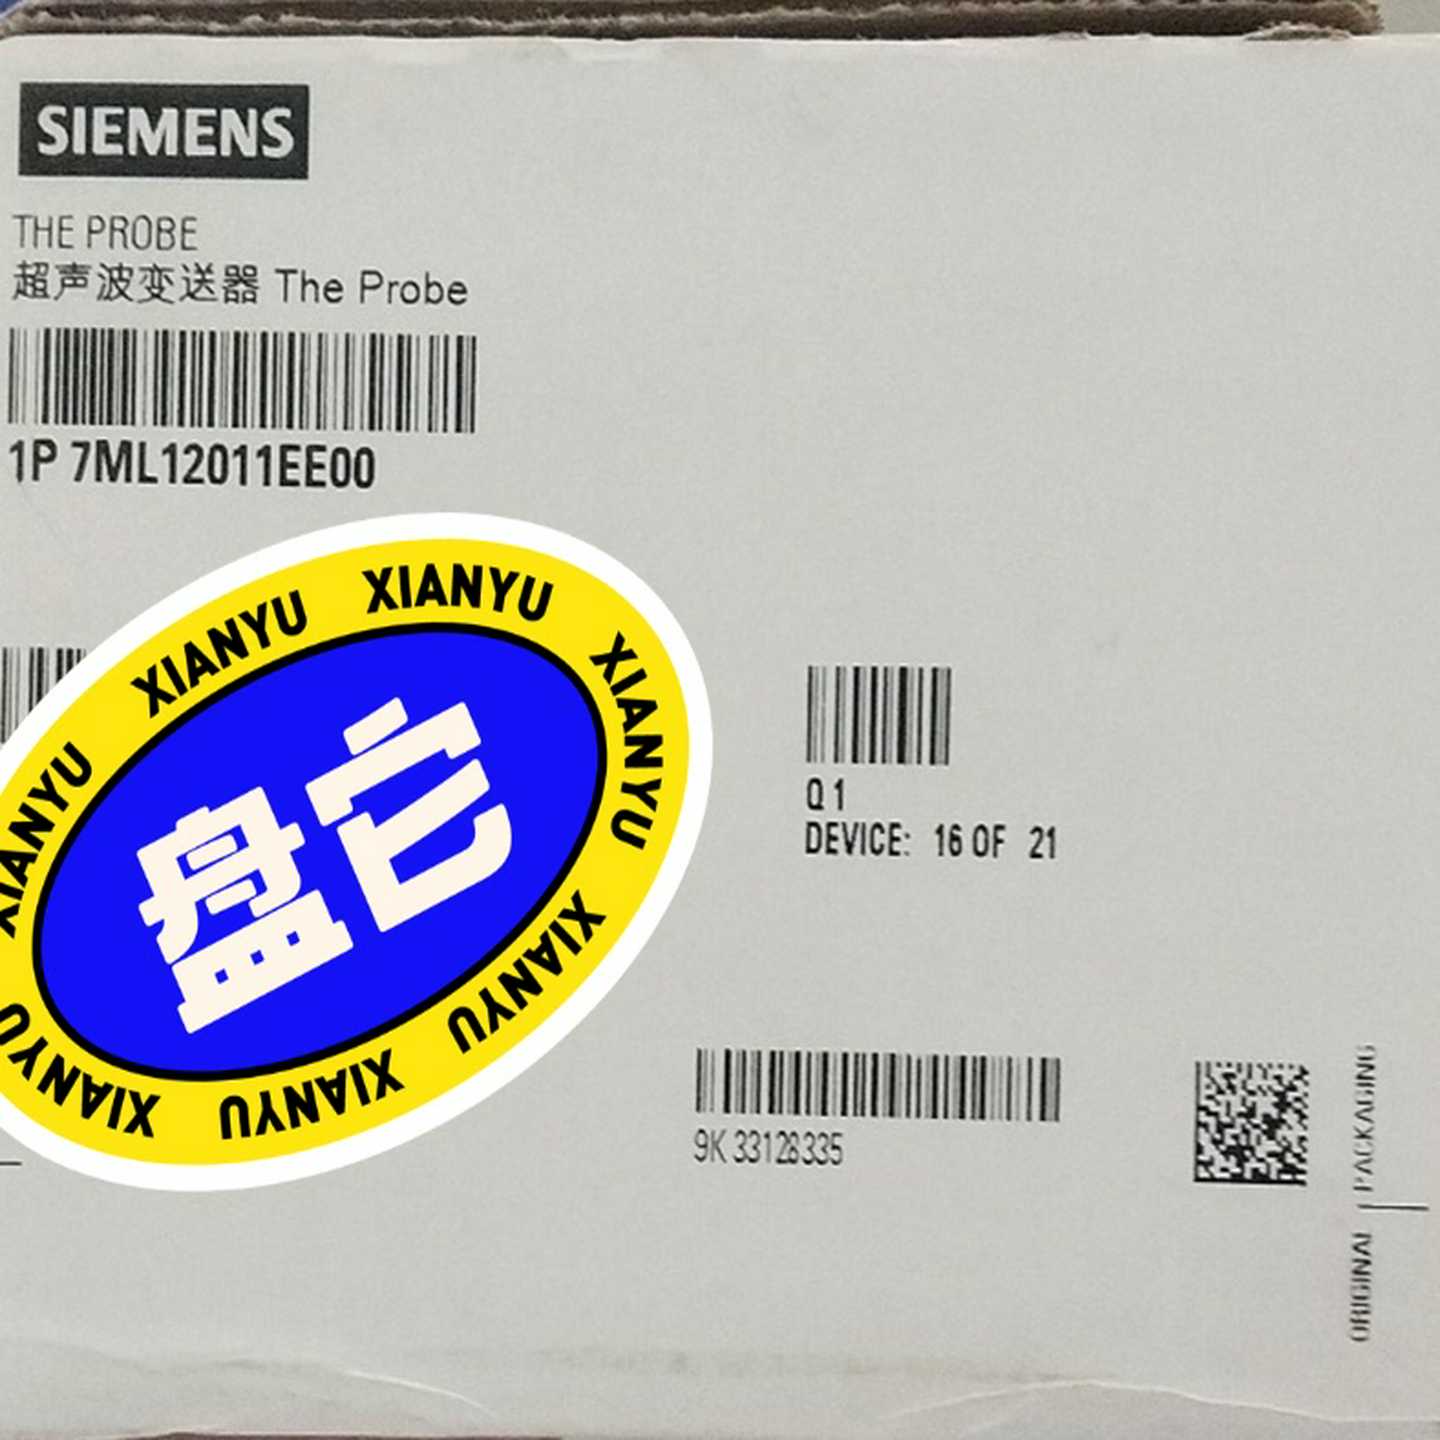 SIEMENS
THE PROBE
超声波变送器 The Probe
1P 7ML12011EE00
XIANYU XIANYU XIANYU XIANYU XIANYU XIANYU XIANYU XIANYU
盘它
Q 1
DEVICE: 16 OF 21
9K 33128335
ORIGINAL PACKAGING